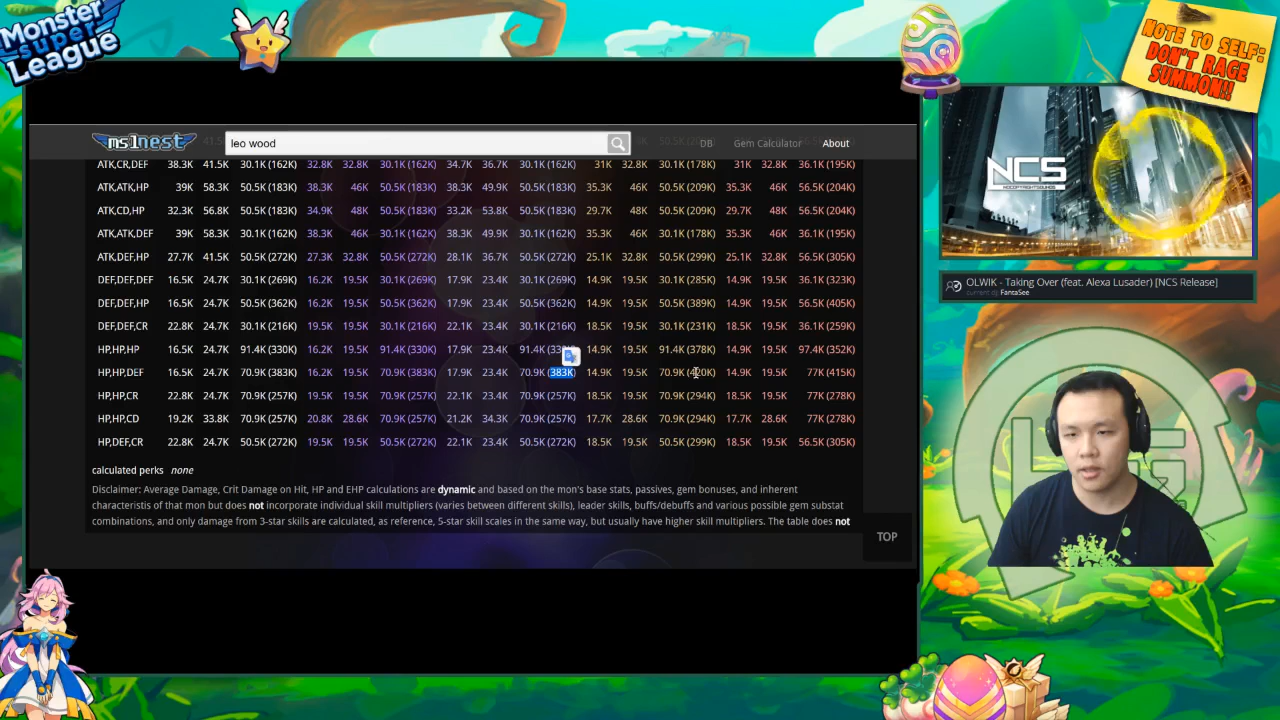 Monster
super
League
NOTE TO SELF:
DON'T RAGE
SUMMON!!
mslnest
leo wood
DB
Gem Calculator
About
ATK,CR,DEF 38.3K 41.5K 30.1K (162K) 32.8K 32.8K 30.1K (162K) 34.7K 36.7K 30.1K (162K) 31K 32.8K 30.1K (178K) 31K 32.8K 36.1K (195K)
ATK,ATK,HP 39K 58.3K 50.5K (183K) 38.3K 46K 50.5K (183K) 38.3K 49.9K 50.5K (183K) 35.3K 46K 50.5K (209K) 35.3K 46K 56.5K (204K)
ATK,CD,HP 32.3K 56.8K 50.5K (183K) 34.9K 48K 50.5K (183K) 33.2K 53.8K 50.5K (183K) 29.7K 48K 50.5K (209K) 29.7K 48K 56.5K (204K)
ATK,ATK,DEF 39K 58.3K 30.1K (162K) 38.3K 46K 30.1K (162K) 38.3K 49.9K 30.1K (162K) 35.3K 46K 30.1K (178K) 35.3K 46K 36.1K (195K)
ATK,DEF,HP 27.7K 41.5K 50.5K (272K) 27.3K 32.8K 50.5K (272K) 28.1K 36.7K 50.5K (272K) 25.1K 32.8K 50.5K (299K) 25.1K 32.8K 56.5K (305K)
DEF,DEF,DEF 16.5K 24.7K 30.1K (269K) 16.2K 19.5K 30.1K (269K) 17.9K 23.4K 30.1K (269K) 14.9K 19.5K 30.1K (285K) 14.9K 19.5K 36.1K (323K)
DEF,DEF,HP 16.5K 24.7K 50.5K (362K) 16.2K 19.5K 50.5K (362K) 17.9K 23.4K 50.5K (362K) 14.9K 19.5K 50.5K (389K) 14.9K 19.5K 56.5K (405K)
DEF,DEF,CR 22.8K 24.7K 30.1K (216K) 19.5K 19.5K 30.1K (216K) 22.1K 23.4K 30.1K (216K) 18.5K 19.5K 30.1K (231K) 18.5K 19.5K 36.1K (259K)
HP,HP,HP 16.5K 24.7K 91.4K (330K) 16.2K 19.5K 91.4K (330K) 17.9K 23.4K 91.4K 14.9K 19.5K 91.4K (378K) 14.9K 19.5K 97.4K (352K)
HP,HP,DEF 16.5K 24.7K 70.9K (383K) 16.2K 19.5K 70.9K (383K) 17.9K 23.4K 70.9K (383K) 14.9K 19.5K 70.9K (420K) 14.9K 19.5K 77K (415K)
HP,HP,CR 22.8K 24.7K 70.9K (257K) 19.5K 19.5K 70.9K (257K) 22.1K 23.4K 70.9K (257K) 18.5K 19.5K 70.9K (294K) 18.5K 19.5K 77K (278K)
HP,HP,CD 19.2K 33.8K 70.9K (257K) 20.8K 28.6K 70.9K (257K) 21.2K 34.3K 70.9K (257K) 17.7K 28.6K 70.9K (294K) 17.7K 28.6K 77K (278K)
HP,DEF,CR 22.8K 24.7K 50.5K (272K) 19.5K 19.5K 50.5K (272K) 22.1K 23.4K 50.5K (272K) 18.5K 19.5K 50.5K (299K) 18.5K 19.5K 56.5K (305K)
calculated perks none
Disclaimer: Average Damage, Crit Damage on Hit, HP and EHP calculations are dynamic and based on the mon's base stats, passives, gem bonuses, and inherent
characteristics of that mon but does not incorporate individual skill multipliers (varies between different skills), leader skills, buffs/debuffs and various possible gem substat
combinations, and only damage from 3-star skills are calculated, as reference, 5-star skill scales in the same way, but usually have higher skill multipliers. The table does not
TOP
NCS
NOCOPYRIGHTSOUNDS
OLWIK - Taking Over (feat. Alexa Lusader) [NCS Release]
current dj FantaSee